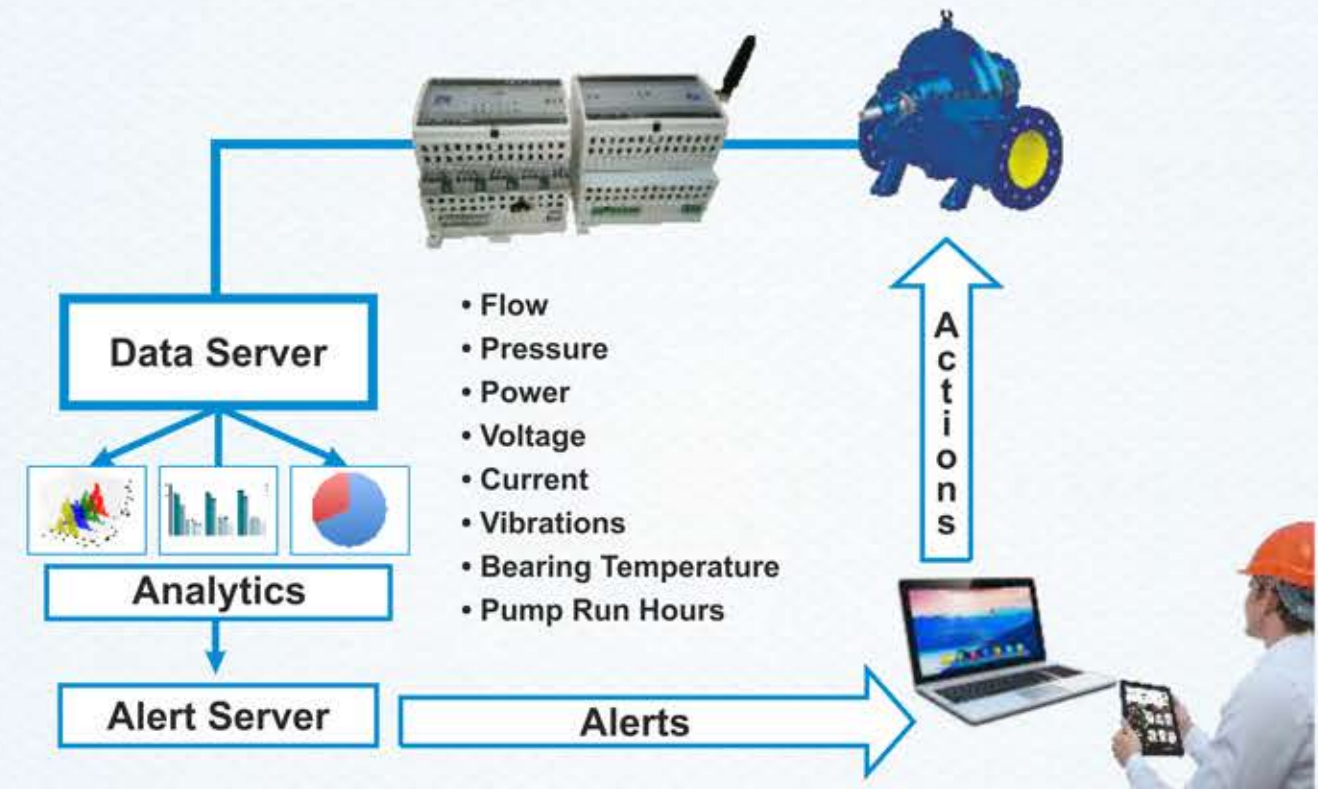 Data Server
• Flow
• Pressure
• Power
• Voltage
• Current
• Vibrations
• Bearing Temperature
• Pump Run Hours
Actions
Analytics
Alert Server
Alerts